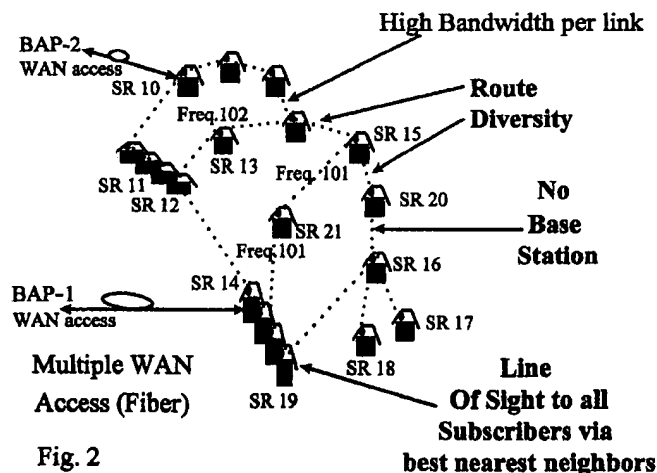 High Bandwidth per link
BAP-2
WAN access
SR 10
Route
Diversity
Freq.102
SR 15
SR 13
Freq. 101
SR 11
SR 12
SR 20
No
Base
Station
SR 21
Freq.101
SR 16
SR 14
BAP-1
WAN access
SR 17
SR 18
Multiple WAN
Access (Fiber)
SR 19
Line
Of Sight to all
Subscribers via
best nearest neighbors
Fig. 2